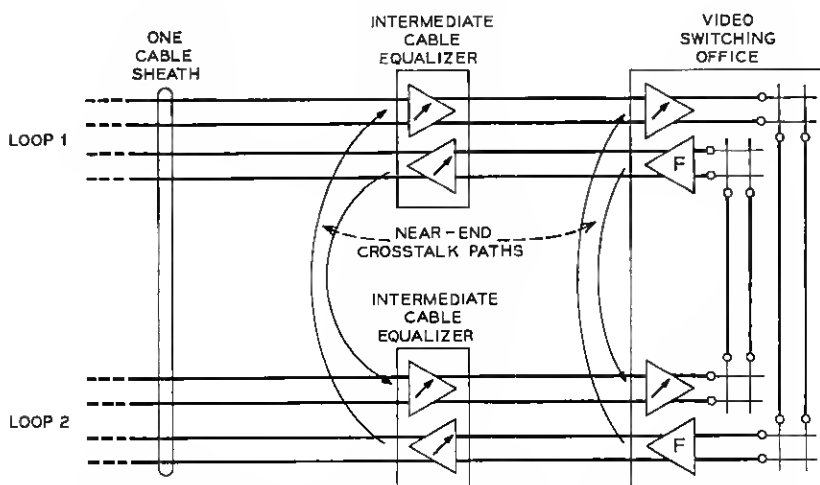 ONE
CABLE
SHEATH
INTERMEDIATE
CABLE
EQUALIZER
VIDEO
SWITCHING
OFFICE
LOOP 1
F
NEAR-END
CROSSTALK PATHS
INTERMEDIATE
CABLE
EQUALIZER
LOOP 2
F